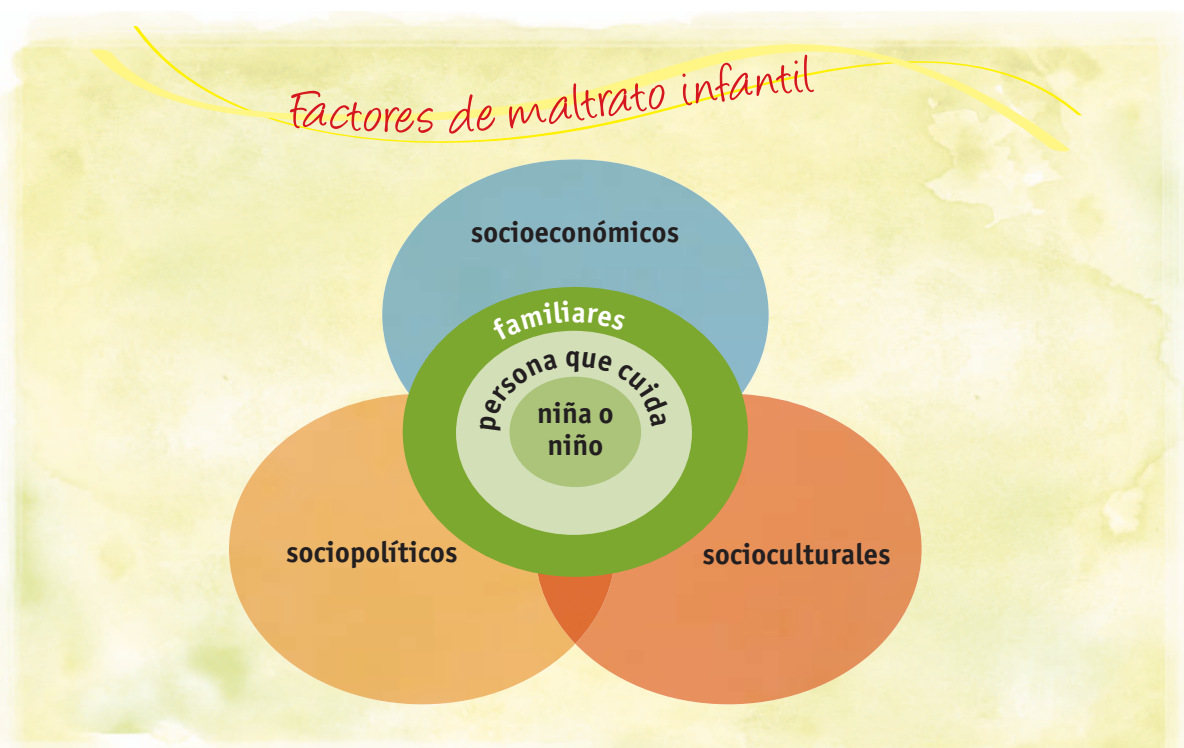 Factores de maltrato infantil
socioeconómicos
familiares
persona que cuida
niña o
niño
sociopolíticos
socioculturales